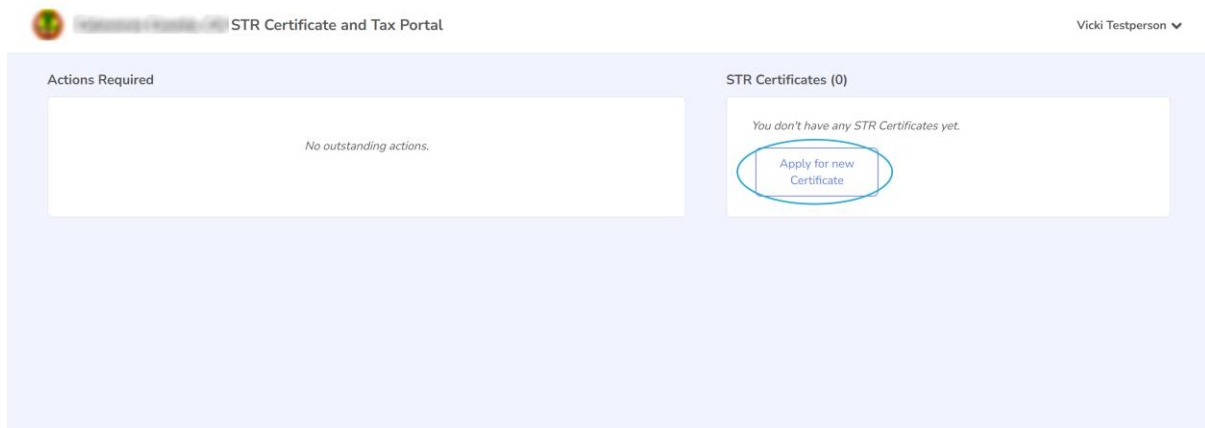 STR Certificate and Tax Portal
Vicki Testperson
Actions Required
No outstanding actions.
STR Certificates (0)
You don't have any STR Certificates yet.
Apply for new
Certificate